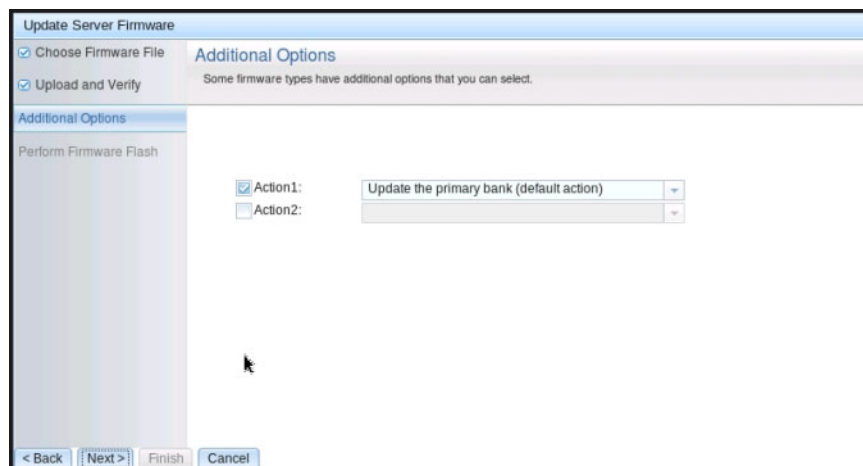 Update Server Firmware
Choose Firmware File
Upload and Verify
Additional Options
Perform Firmware Flash
Additional Options
Some firmware types have additional options that you can select.
Action1: Update the primary bank (default action)
Action2:
< Back Next > Finish Cancel